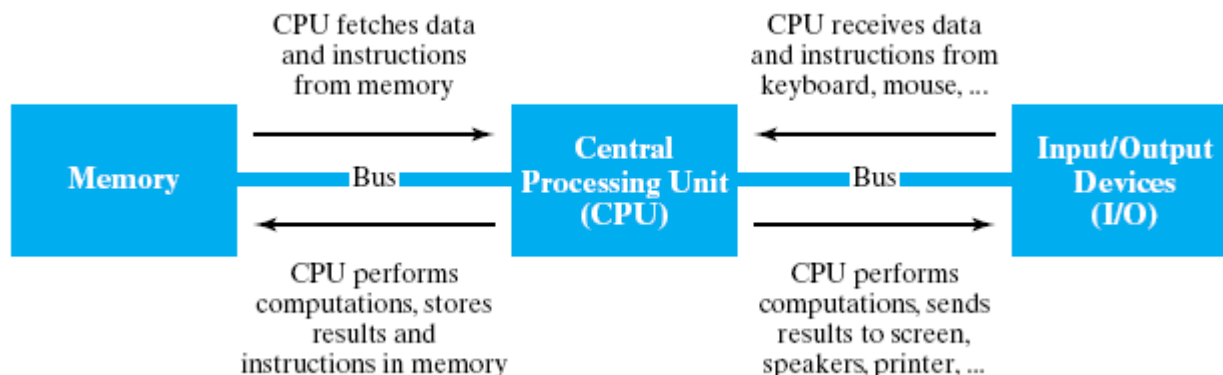 CPU fetches data
and instructions
from memory
CPU receives data
and instructions from
keyboard, mouse, ...
Memory
Bus
Central
Processing Unit
(CPU)
Bus
Input/Output
Devices
(I/O)
CPU performs
computations, stores
results and
instructions in memory
CPU performs
computations, sends
results to screen,
speakers, printer, ...